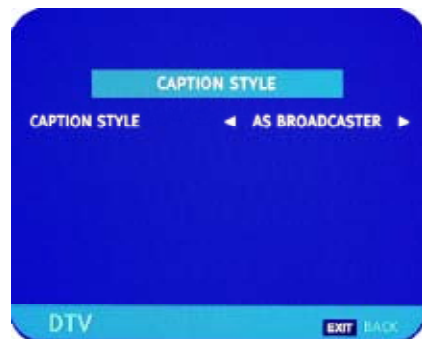 CAPTION STYLE
CAPTION STYLE ◄ AS BROADCASTER ►
DTV EXIT BACK